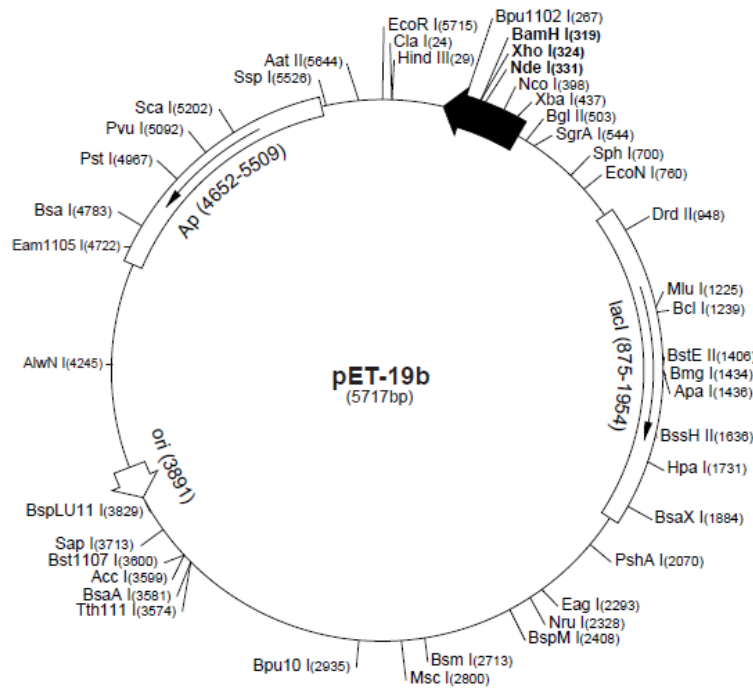 EcoR I(5715)
Cla I(24)
Hind III(29)
Bpu1102 I(267)
BamH I(319)
Xho I(324)
Nde I(331)
Nco I(398)
Xba I(437)
Bgl II(503)
SgrA I(544)
Sph I(700)
EcoN I(760)
Drd II(948)
Mlu I(1225)
Bcl I(1239)
BstE II(1406)
Bmg I(1434)
Apa I(1436)
BssH II(1636)
Hpa I(1731)
BsaX I(1884)
PshA I(2070)
Eag I(2293)
Nru I(2328)
BspM I(2408)
Bsm I(2713)
Msc I(2800)
Bpu10 I(2935)
Tth111 I(3574)
BsaA I(3581)
Acc I(3599)
Bst1107 I(3600)
Sap I(3713)
BspLU11 I(3829)
AlwN I(4245)
Eam1105 I(4722)
Bsa I(4783)
Pst I(4967)
Pvu I(5092)
Sca I(5202)
Ssp I(5526)
Aat II(5644)
Ap (4652-5509)
lacI (875-1954)
ori (3891)
pET-19b
(5717bp)